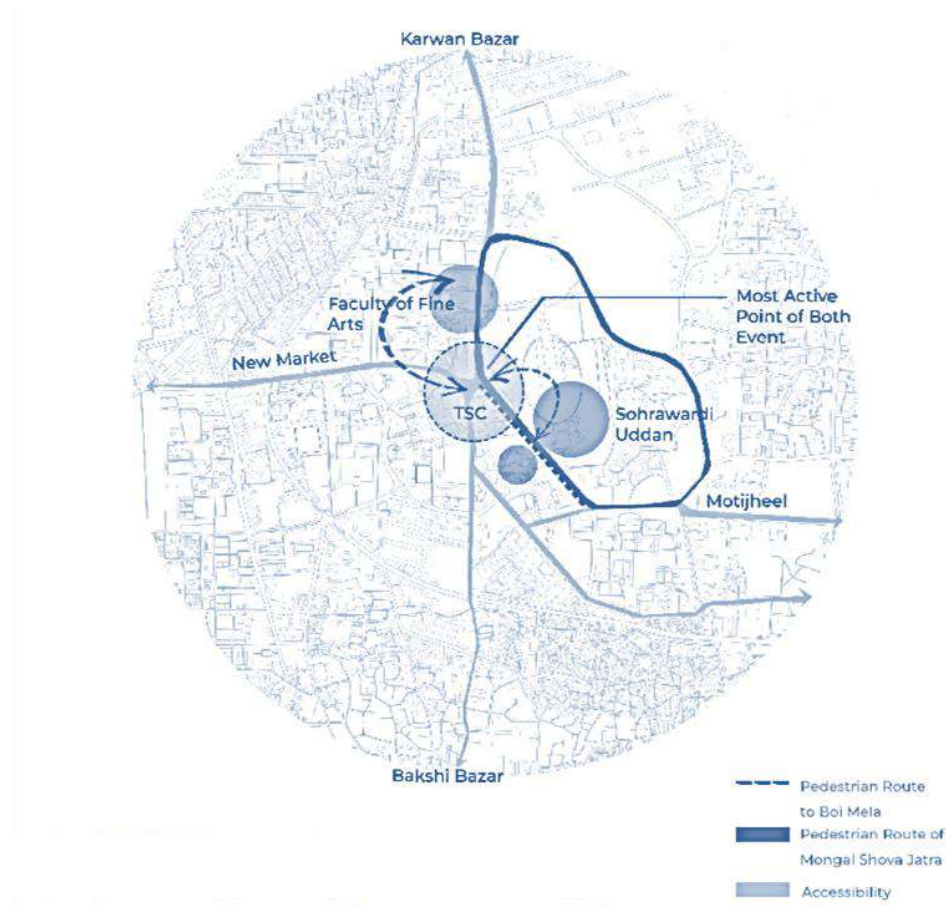 Karwan Bazar
Faculty of Fine
Arts
Most Active
Point of Both
Event
New Market
TSC
Sohrawardi
Uddan
Motijheel
Bakshi Bazar
Pedestrian Route
to Boi Mela
Pedestrian Route of
Mongal Shova Jatra
Accessibility